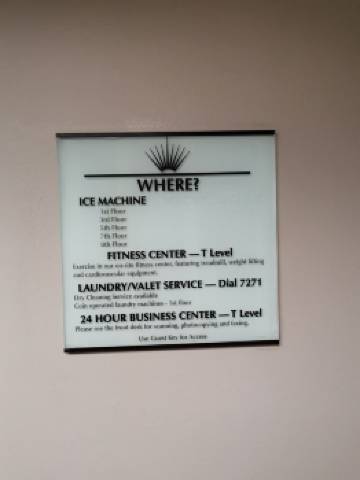 WHERE?
ICE MACHINE
1st Floor
3rd Floor
5th Floor
7th Floor
9th Floor
FITNESS CENTER — T Level
Exercise in our on-site fitness center, featuring treadmill, weight lifting
and cardiovascular equipment.
LAUNDRY/VALET SERVICE — Dial 7271
Dry Cleaning Service available
Coin operated laundry machines - 1st Floor
24 HOUR BUSINESS CENTER — T Level
Please see the front desk for scanning, photocopying and faxing.
Use Guest Key for Access